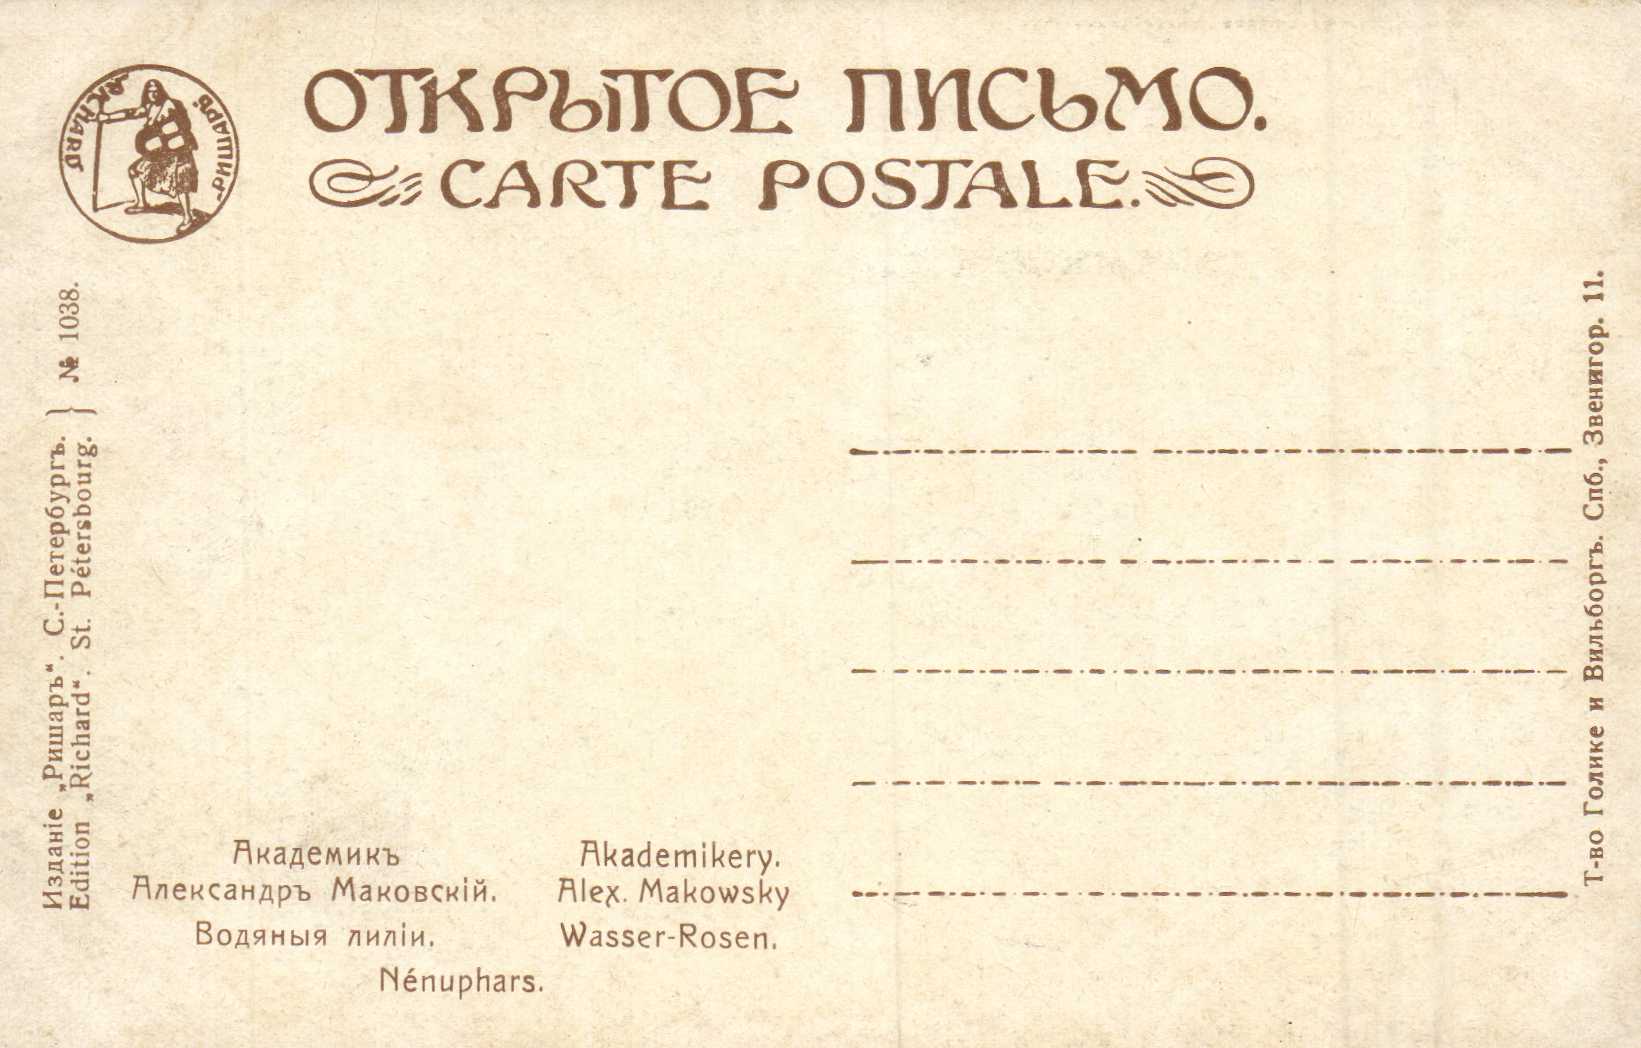 RICHARD РИШАРЪ
ОТКРЫТОЕ ПИСЬМО.
CARTE POSTALE.
Изданіе „Ришаръ“. С.-Петербургъ.
Edition „Richard“. St. Pétersbourg.
№ 1038.
Академикъ
Александръ Маковскій.
Водяныя лиліи.
Akademikery.
Alex. Makowsky
Wasser-Rosen.
Nénuphars.
Т-во Голике и Вильборгъ. Спб., Звенигор. 11.